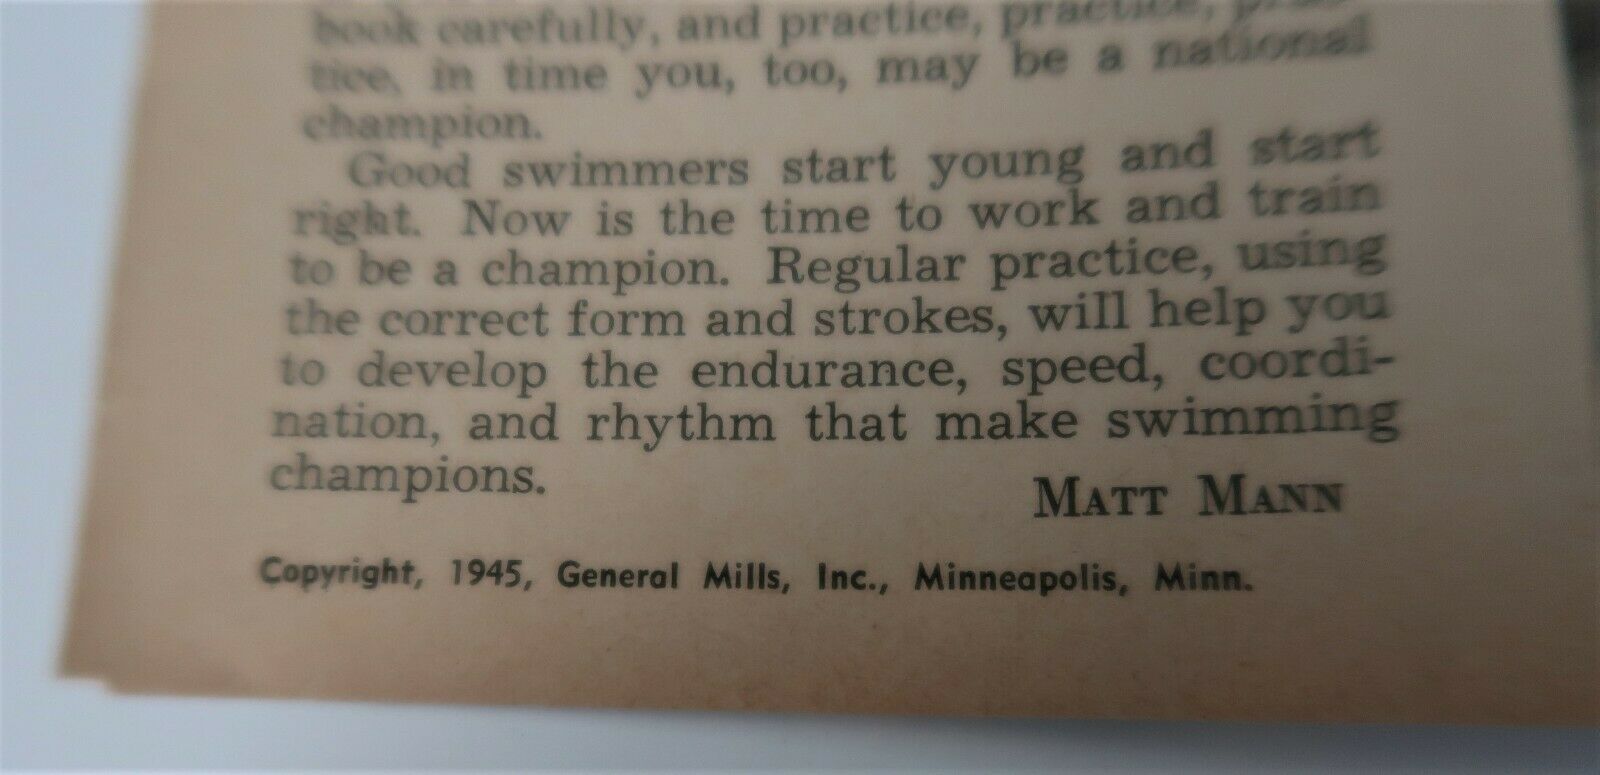 book carefully, and practice, practice, prac-
tice, in time you, too, may be a national
champion.
Good swimmers start young and start
right. Now is the time to work and train
to be a champion. Regular practice, using
the correct form and strokes, will help you
to develop the endurance, speed, coordi-
nation, and rhythm that make swimming
champions.
MATT MANN
Copyright, 1945, General Mills, Inc., Minneapolis, Minn.